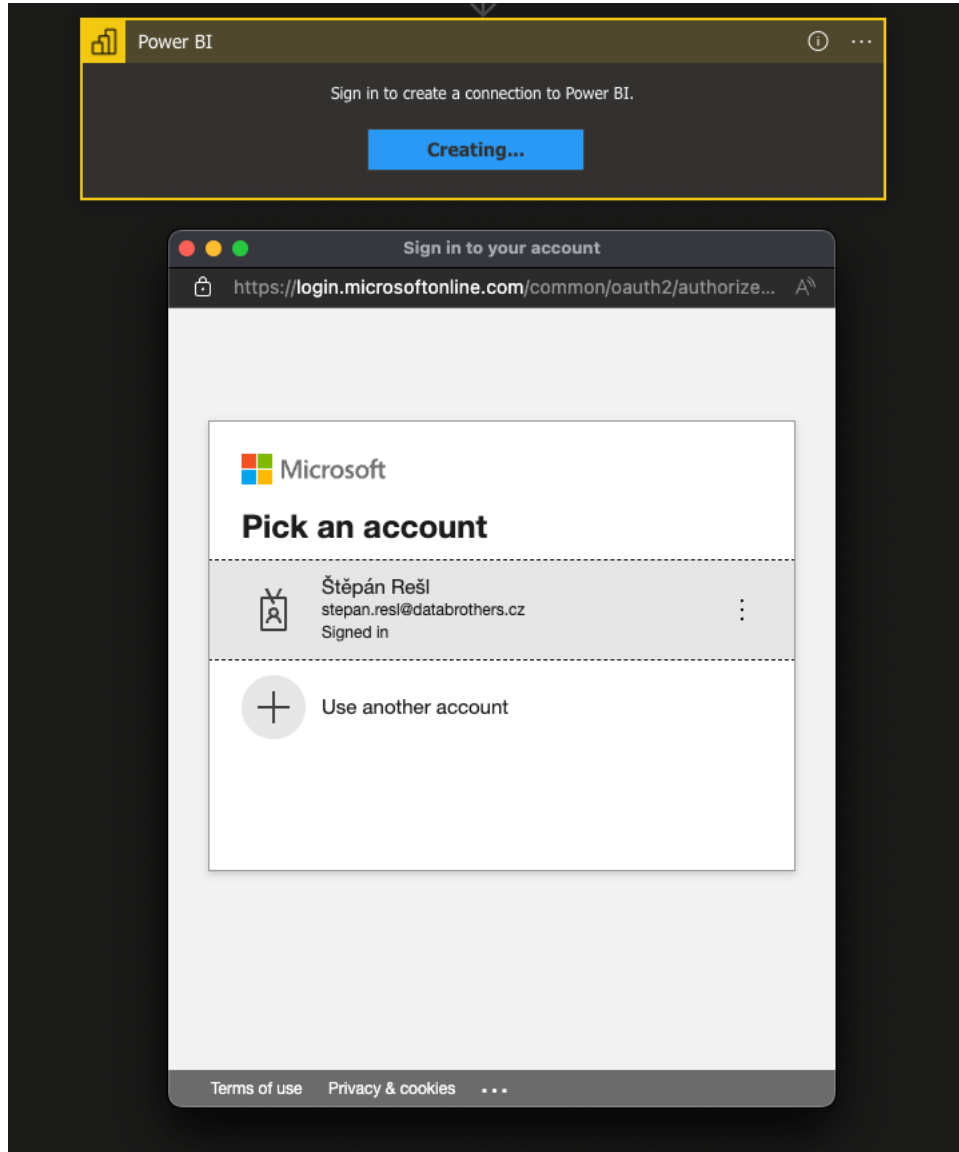 Power BI
Sign in to create a connection to Power BI.
Creating...
Sign in to your account
https://login.microsoftonline.com/common/oauth2/authorize...
Microsoft
Pick an account
Štěpán Rešl
stepan.resl@databrothers.cz
Signed in
Use another account
Terms of use Privacy & cookies ...